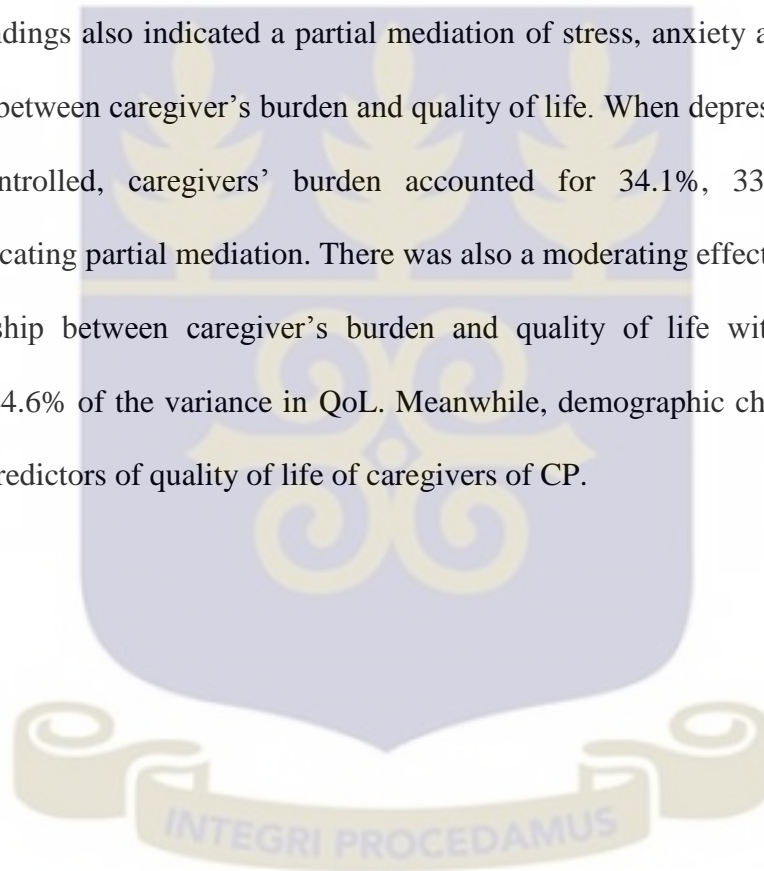 ndings also indicated a partial mediation of stress, anxiety a
between caregiver’s burden and quality of life. When depres
ntrolled, caregivers’ burden accounted for 34.1%, 33
cating partial mediation. There was also a moderating effect
ship between caregiver’s burden and quality of life wit
4.6% of the variance in QoL. Meanwhile, demographic ch
redictors of quality of life of caregivers of CP.
INTEGRI PROCEDAMUS